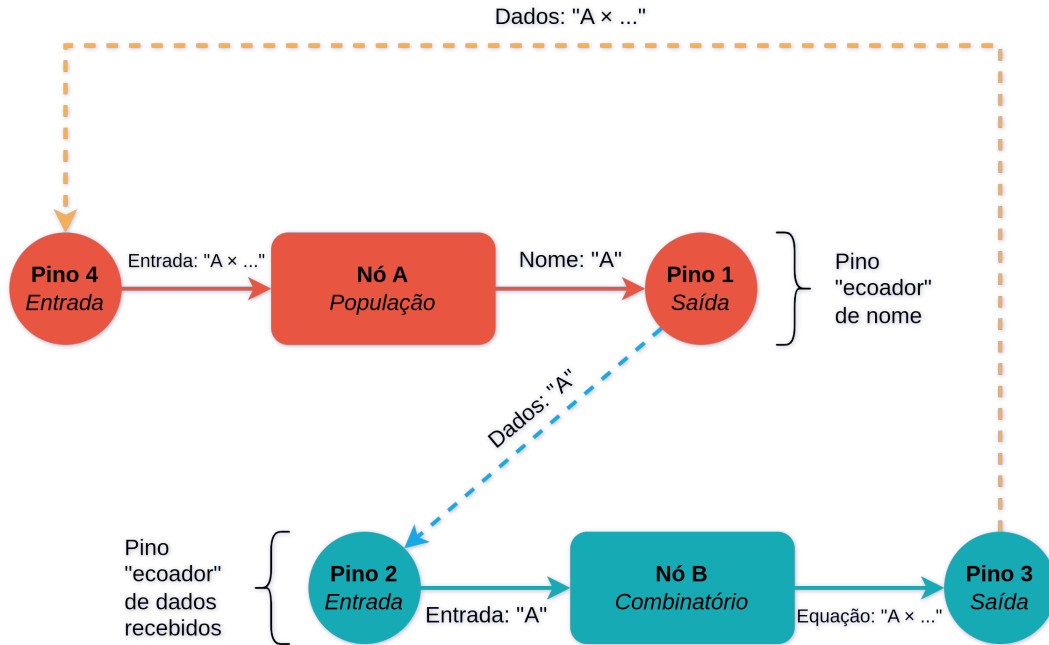 Dados: "A × ..."
Pino 4
Entrada
Entrada: "A × ..."
Nó A
População
Nome: "A"
Pino 1
Saída
Pino
"ecoador"
de nome
Dados: "A"
Pino
"ecoador"
de dados
recebidos
Pino 2
Entrada
Entrada: "A"
Nó B
Combinatório
Equação: "A × ..."
Pino 3
Saída